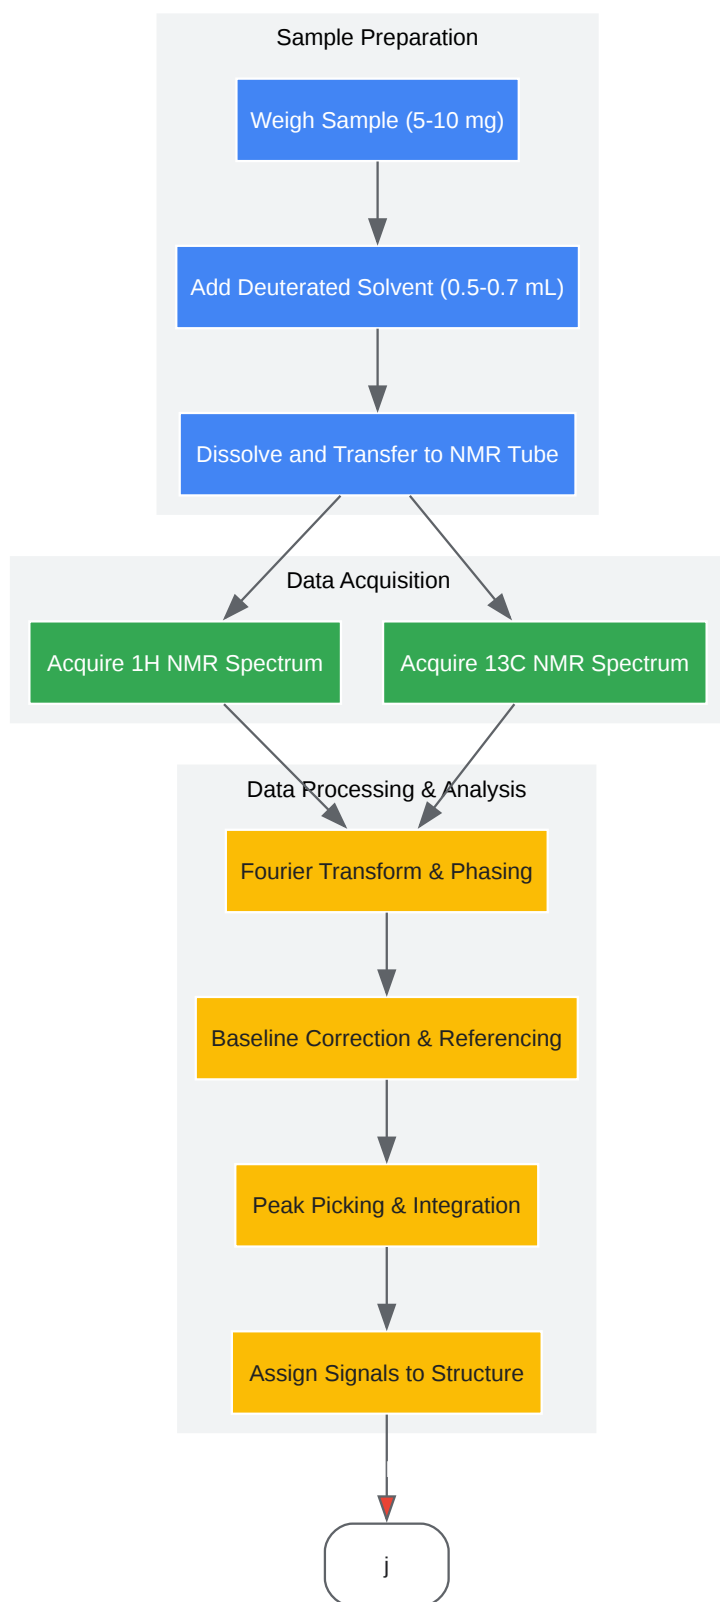 Sample Preparation
Weigh Sample (5-10 mg)
Add Deuterated Solvent (0.5-0.7 mL)
Dissolve and Transfer to NMR Tube
Data Acquisition
Acquire 1H NMR Spectrum
Acquire 13C NMR Spectrum
Data Processing & Analysis
Fourier Transform & Phasing
Baseline Correction & Referencing
Peak Picking & Integration
Assign Signals to Structure
j